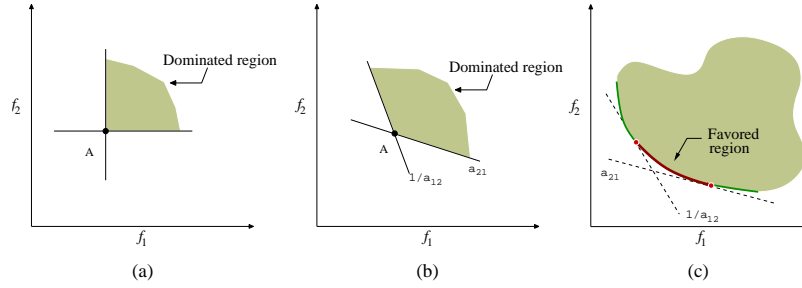 f2
Dominated region
A
f1
(a)
f2
Dominated region
A
1/a12
a21
f1
(b)
f2
Favored
region
a21
1/a12
f1
(c)